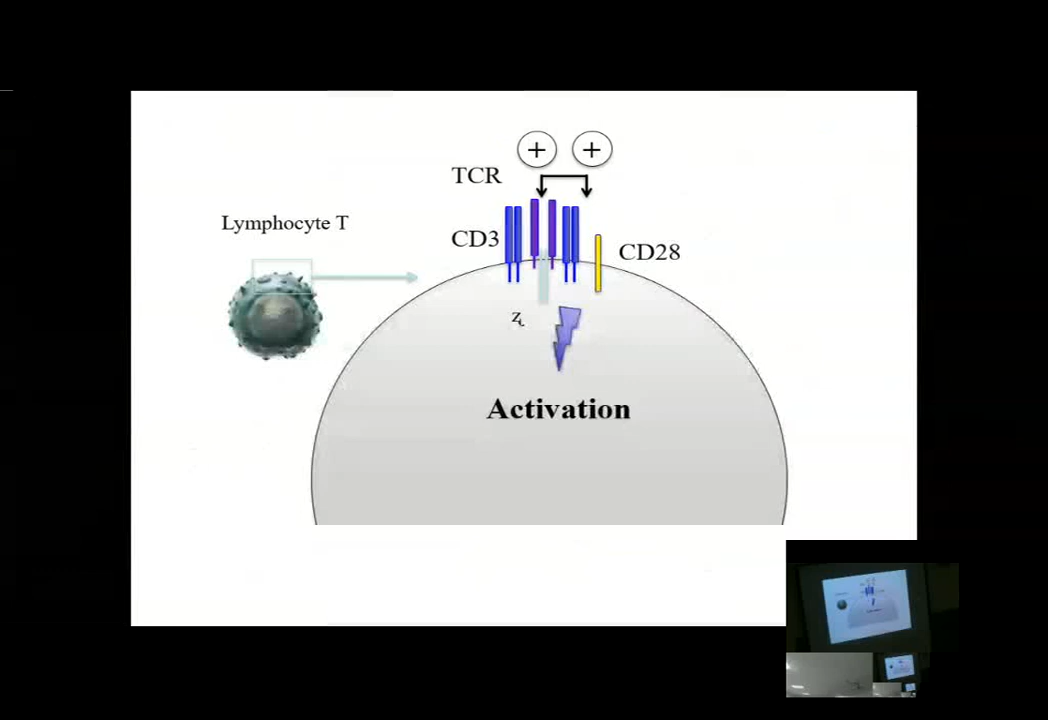 + +
TCR
Lymphocyte T
CD3
CD28
Activation